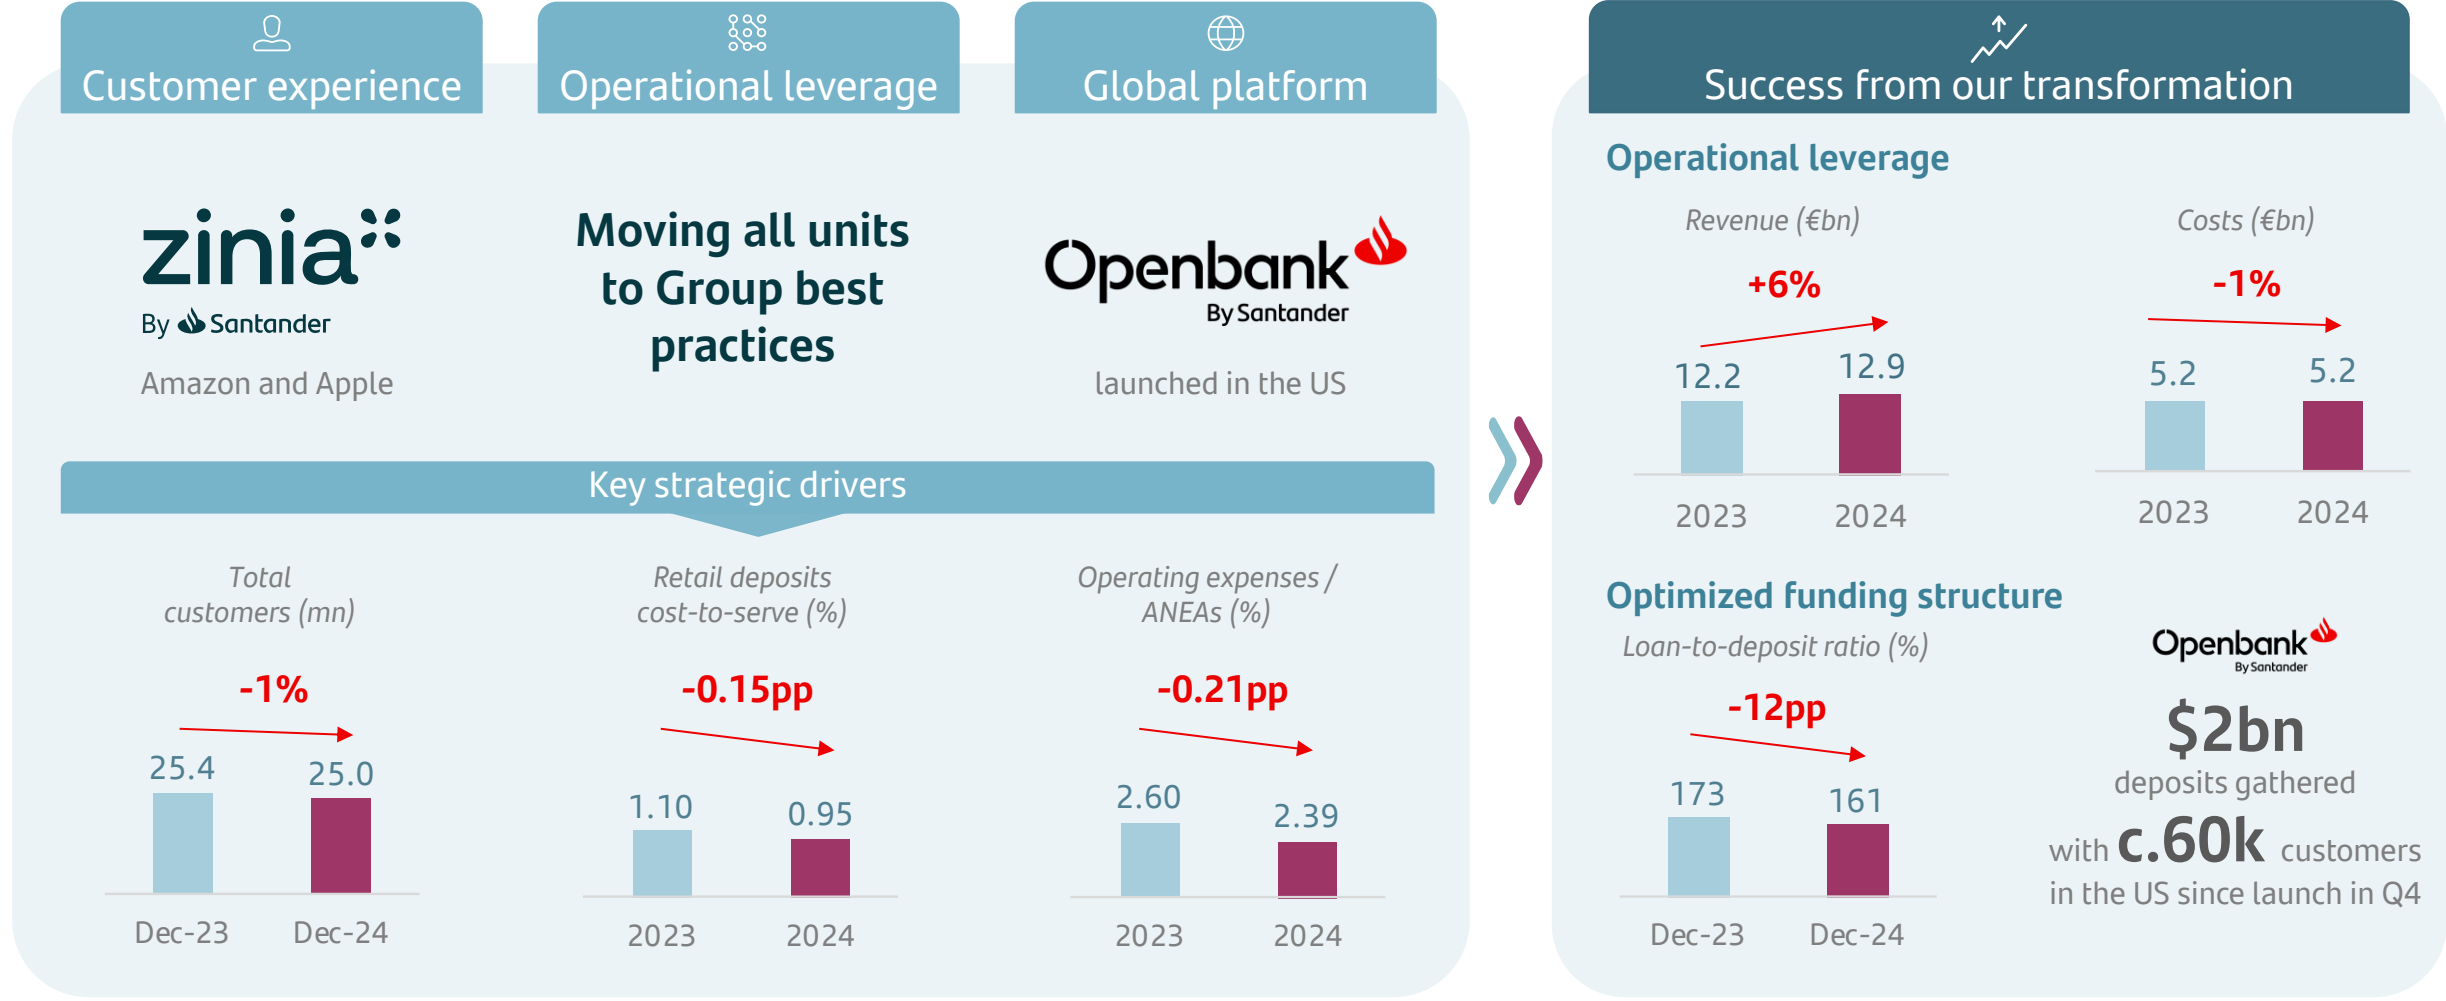 Customer experience
Operational leverage
Global platform
zinia
By Santander
Amazon and Apple
Moving all units
to Group best
practices
Openbank
By Santander
launched in the US
Key strategic drivers
Total
customers (mn)
-1%
25.4
25.0
Dec-23
Dec-24
Retail deposits
cost-to-serve (%)
-0.15pp
1.10
0.95
2023
2024
Operating expenses /
ANEAs (%)
-0.21pp
2.60
2.39
2023
2024
Success from our transformation
Operational leverage
Revenue (€bn)
+6%
12.2
12.9
2023
2024
Costs (€bn)
-1%
5.2
5.2
2023
2024
Optimized funding structure
Loan-to-deposit ratio (%)
-12pp
173
161
Dec-23
Dec-24
Openbank
By Santander
$2bn
deposits gathered
with c.60k customers
in the US since launch in Q4